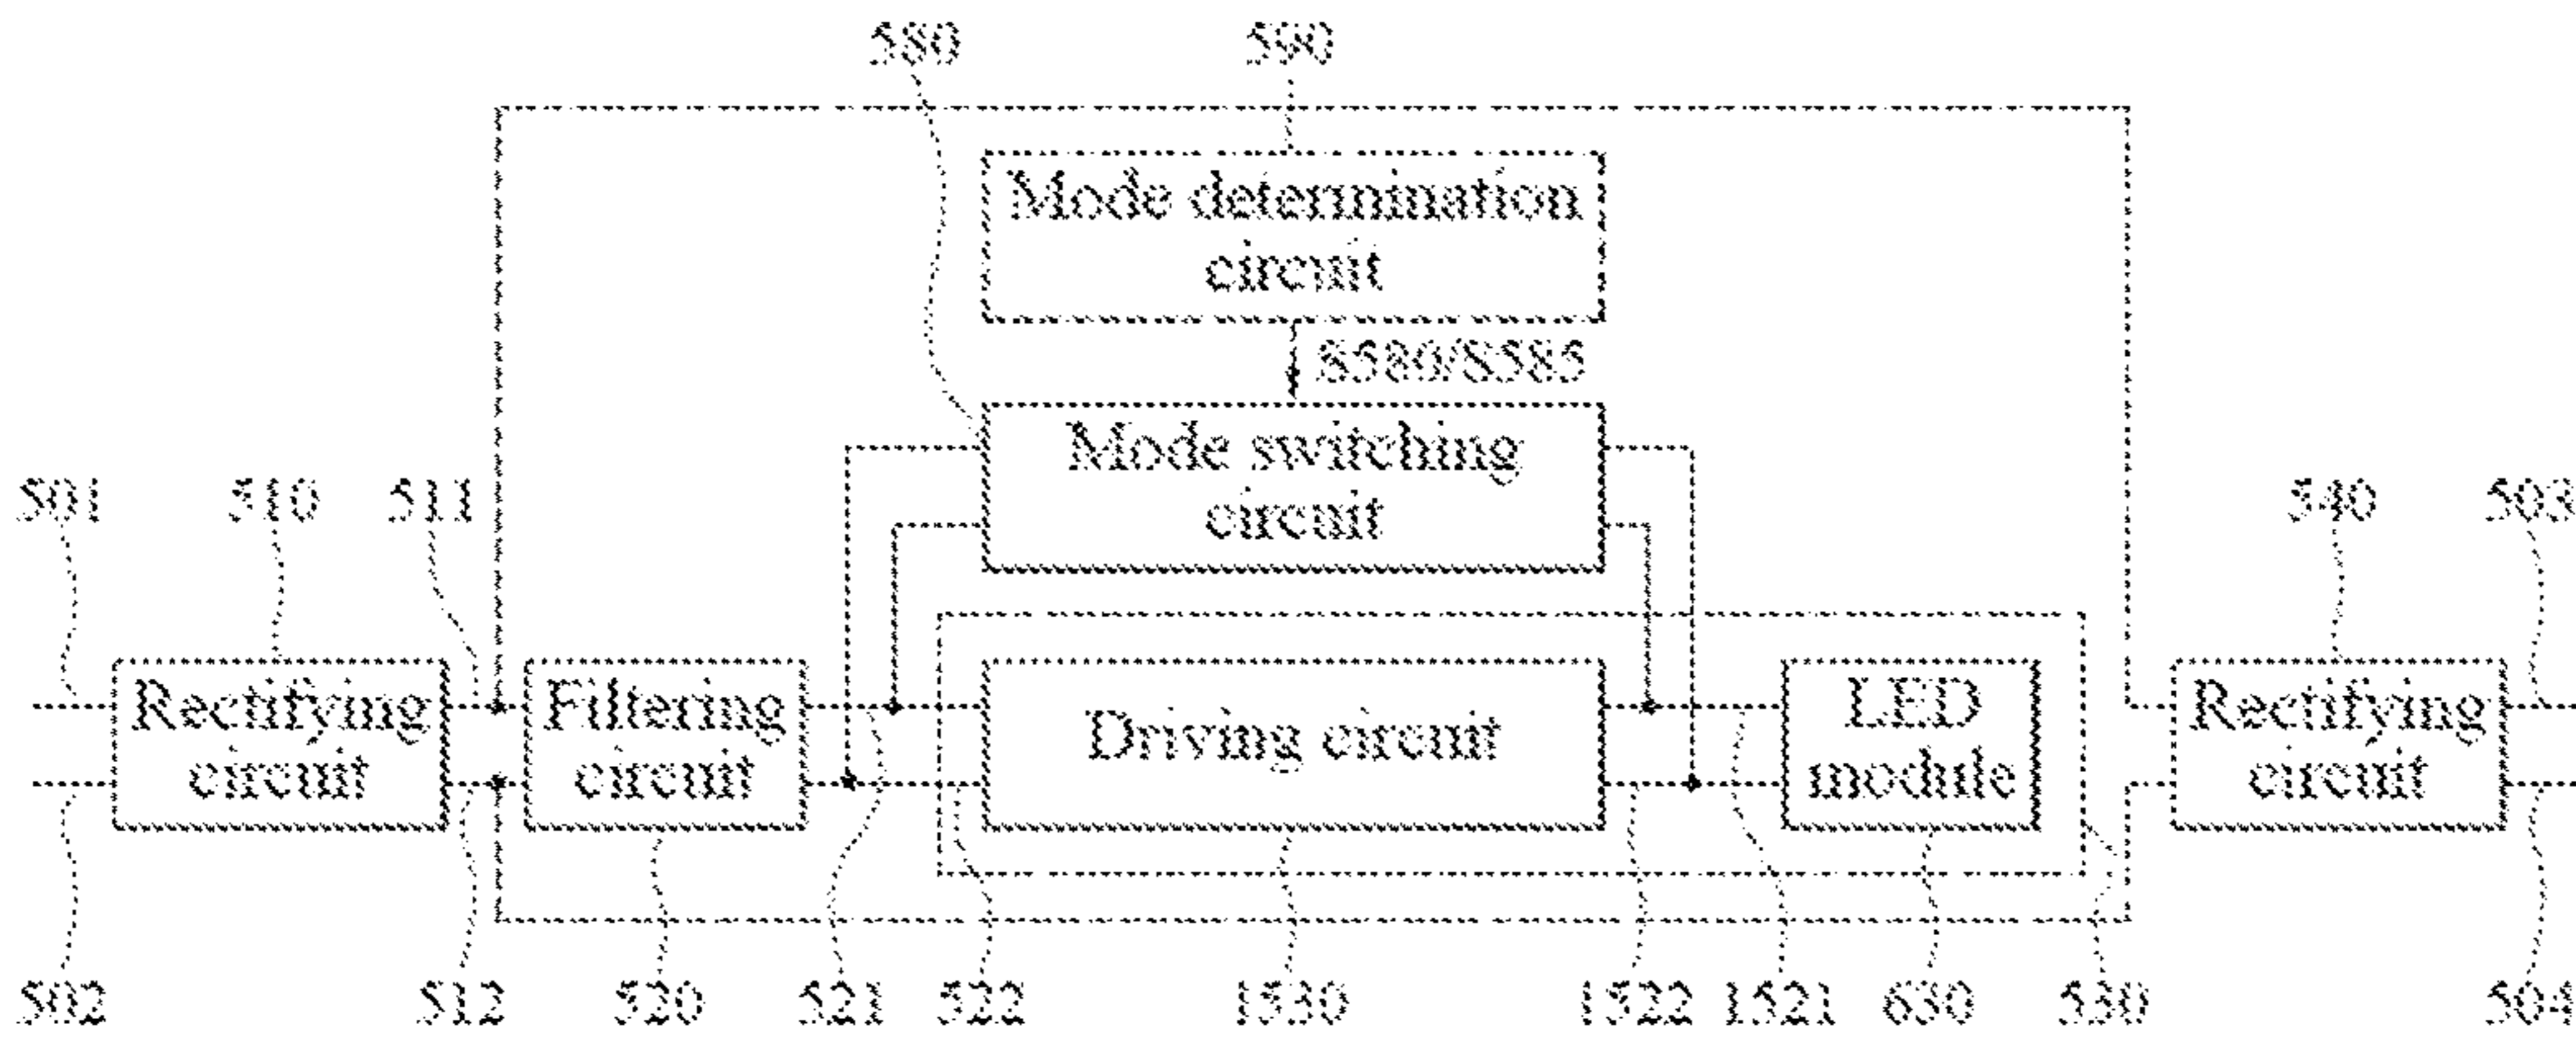 580 590
Mode determination
circuit
S580/S585
Mode switching
circuit
501 510 511 540 503
Rectifying
circuit
Filtering
circuit
Driving circuit
LED
module
Rectifying
circuit
502 512 520 521 522 1530 1522 1521 630 530 504